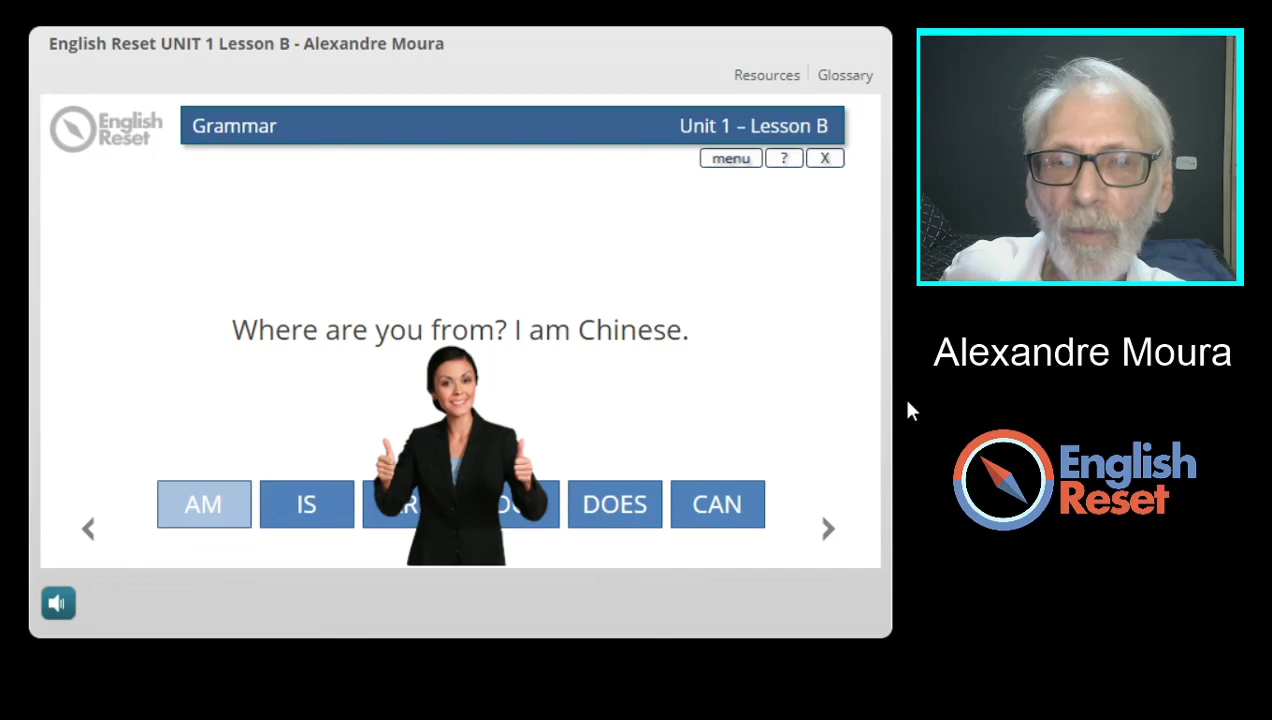 English Reset UNIT 1 Lesson B - Alexandre Moura
Resources
Glossary
English
Reset
Grammar
Unit 1 – Lesson B
menu
?
X
Where are you from? I am Chinese.
AM
IS
DOES
CAN
Alexandre Moura
English
Reset